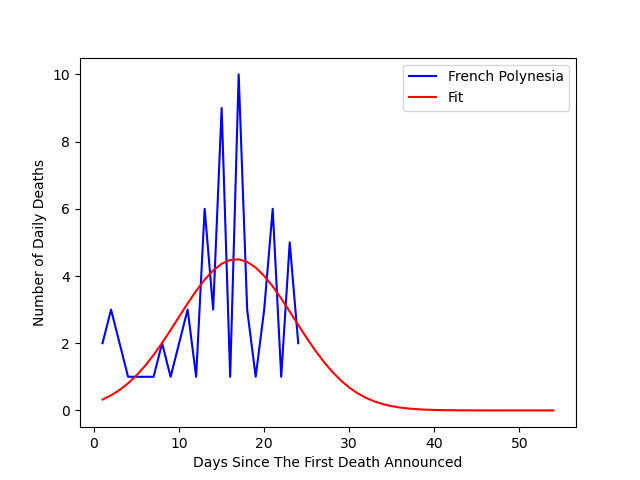 French Polynesia
Fit
10
8
6
4
2
0
Number of Daily Deaths
0 10 20 30 40 50
Days Since The First Death Announced